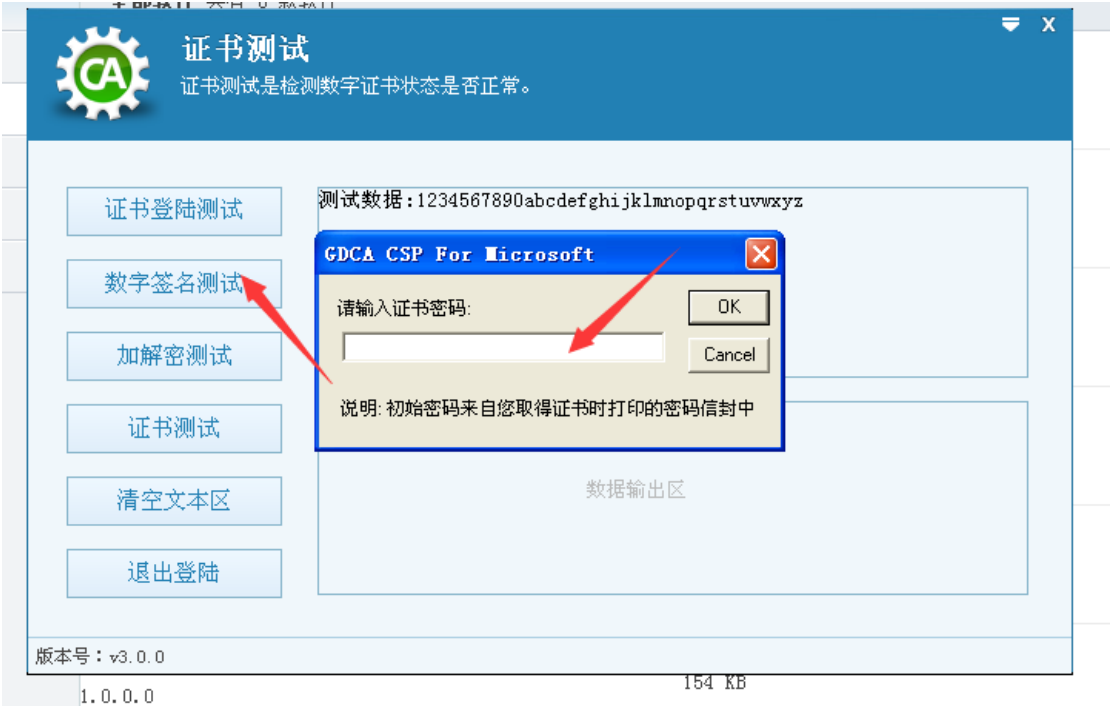 CA
证书测试
证书测试是检测数字证书状态是否正常。
X
证书登陆测试
数字签名测试
加解密测试
证书测试
清空文本区
退出登陆
测试数据:1234567890abcdefghijklmnopqrstuvwxyz
GDCA CSP For Microsoft
请输入证书密码:
OK
Cancel
说明:初始密码来自您取得证书时打印的密码信封中
数据输出区
版本号：v3.0.0
154 KB
1.0.0.0